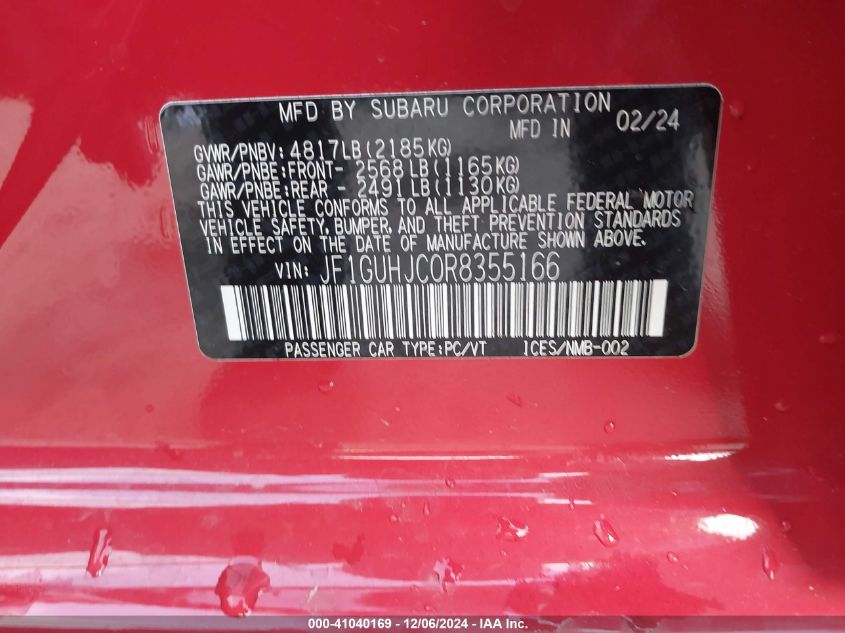 MFD BY SUBARU CORPORATION
MFD IN 02/24
GVWR/PNBV: 4817LB(2185KG)
GAWR/PNBE:FRONT- 2568LB(1165KG)
GAWR/PNBE:REAR - 2491LB(1130KG)
THIS VEHICLE CONFORMS TO ALL APPLICABLE FEDERAL MOTOR
VEHICLE SAFETY, BUMPER, AND THEFT PREVENTION STANDARDS
IN EFFECT ON THE DATE OF MANUFACTURE SHOWN ABOVE.
VIN: JF1GUHJC0R8355166
PASSENGER CAR TYPE:PC/VT ICES/NMB-002
000-41040169 - 12/06/2024 - IAA Inc.